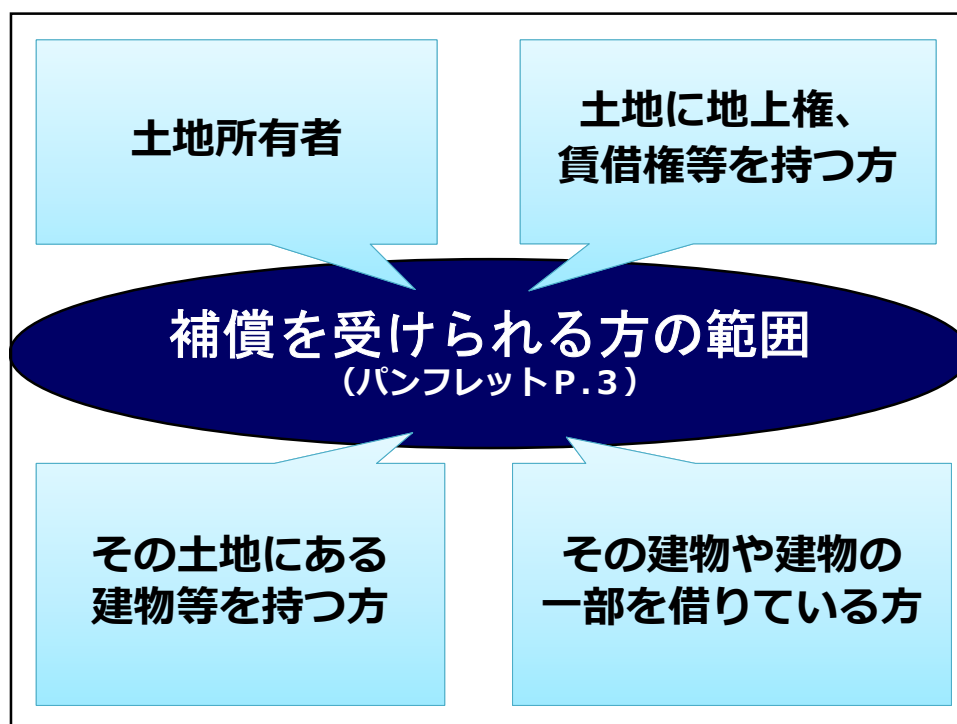 土地所有者
土地に地上権、
賃借権等を持つ方
補償を受けられる方の範囲
（パンフレットＰ.３）
その土地にある
建物等を持つ方
その建物や建物の
一部を借りている方